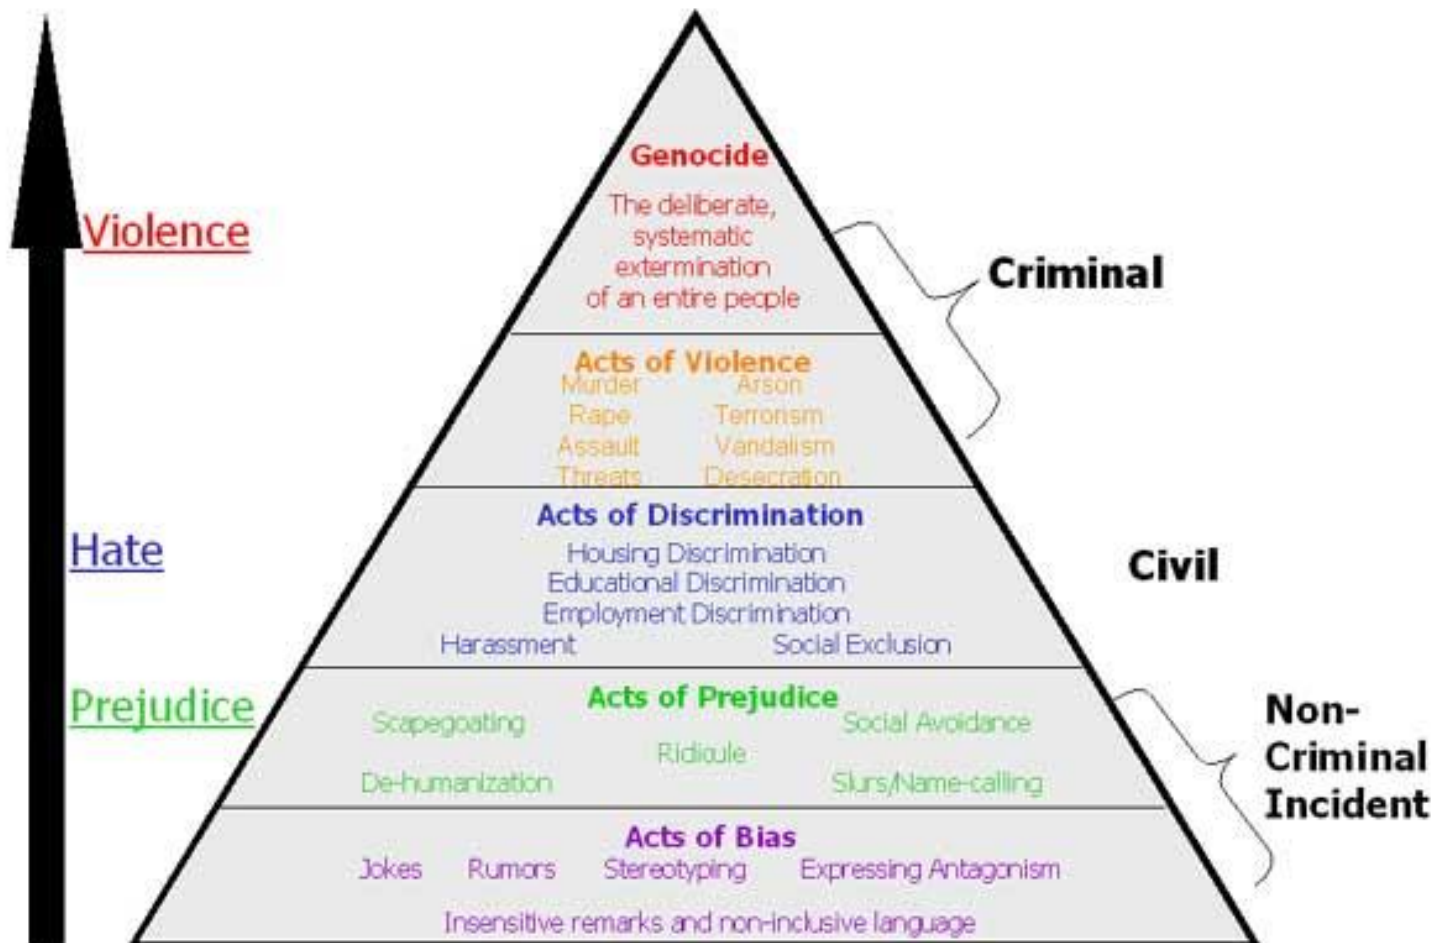 Genocide
The deliberate,
systematic
extermination
of an entire people
Violence
Criminal
Acts of Violence
Murder Arson
Rape Terrorism
Assault Vandalism
Threats Desecration
Acts of Discrimination
Housing Discrimination
Educational Discrimination
Employment Discrimination
Harassment Social Exclusion
Hate
Civil
Acts of Prejudice
Scapegoating Social Avoidance
Ridicule
De-humanization Slurs/Name-calling
Prejudice
Non-
Criminal
Incident
Acts of Bias
Jokes Rumors Stereotyping Expressing Antagonism
Insensitive remarks and non-inclusive language